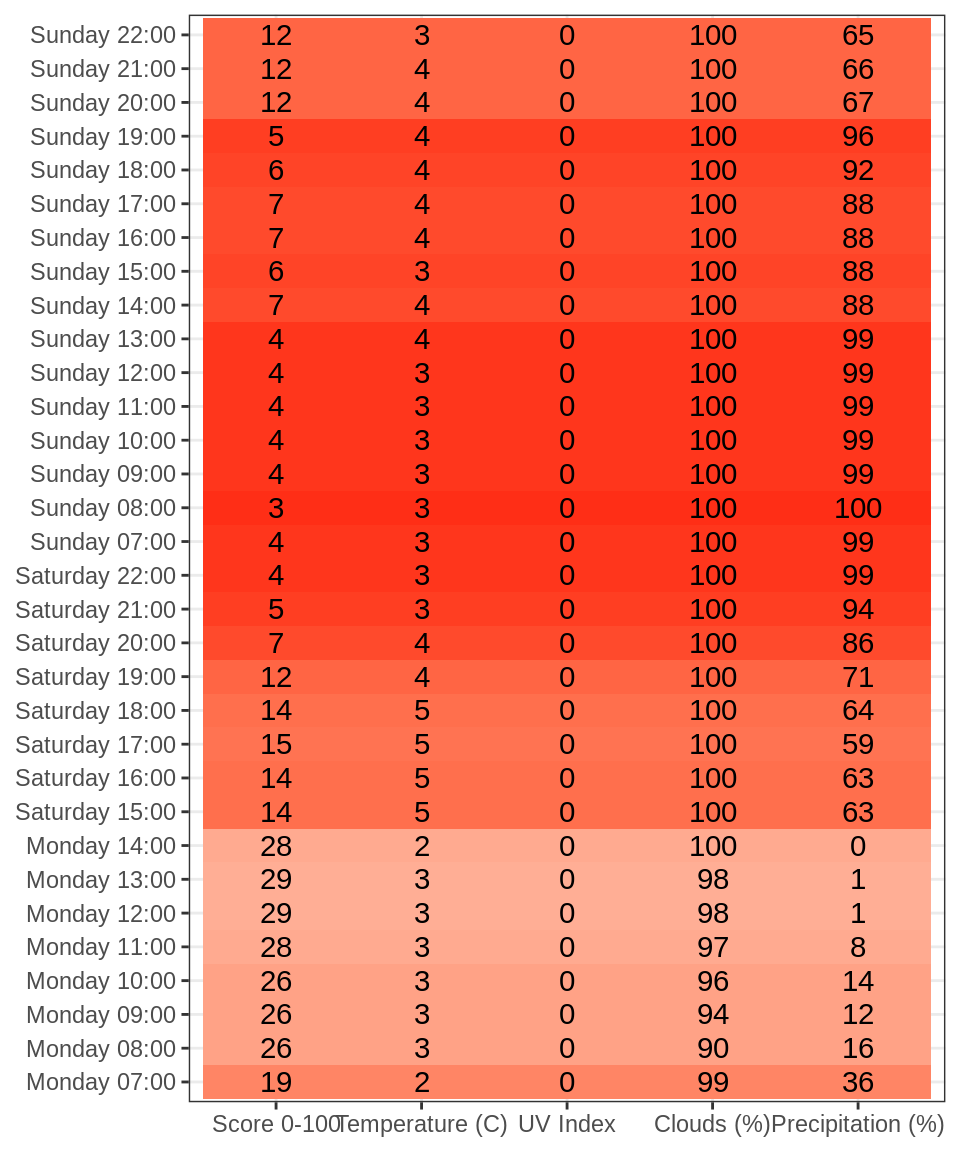 Sunday 22:00 12 3 0 100 65
Sunday 21:00 12 4 0 100 66
Sunday 20:00 12 4 0 100 67
Sunday 19:00 5 4 0 100 96
Sunday 18:00 6 4 0 100 92
Sunday 17:00 7 4 0 100 88
Sunday 16:00 7 4 0 100 88
Sunday 15:00 6 3 0 100 88
Sunday 14:00 7 4 0 100 88
Sunday 13:00 4 4 0 100 99
Sunday 12:00 4 3 0 100 99
Sunday 11:00 4 3 0 100 99
Sunday 10:00 4 3 0 100 99
Sunday 09:00 4 3 0 100 99
Sunday 08:00 3 3 0 100 100
Sunday 07:00 4 3 0 100 99
Saturday 22:00 4 3 0 100 99
Saturday 21:00 5 3 0 100 94
Saturday 20:00 7 4 0 100 86
Saturday 19:00 12 4 0 100 71
Saturday 18:00 14 5 0 100 64
Saturday 17:00 15 5 0 100 59
Saturday 16:00 14 5 0 100 63
Saturday 15:00 14 5 0 100 63
Monday 14:00 28 2 0 100 0
Monday 13:00 29 3 0 98 1
Monday 12:00 29 3 0 98 1
Monday 11:00 28 3 0 97 8
Monday 10:00 26 3 0 96 14
Monday 09:00 26 3 0 94 12
Monday 08:00 26 3 0 90 16
Monday 07:00 19 2 0 99 36
Score 0-100 Temperature (C) UV Index Clouds (%) Precipitation (%)